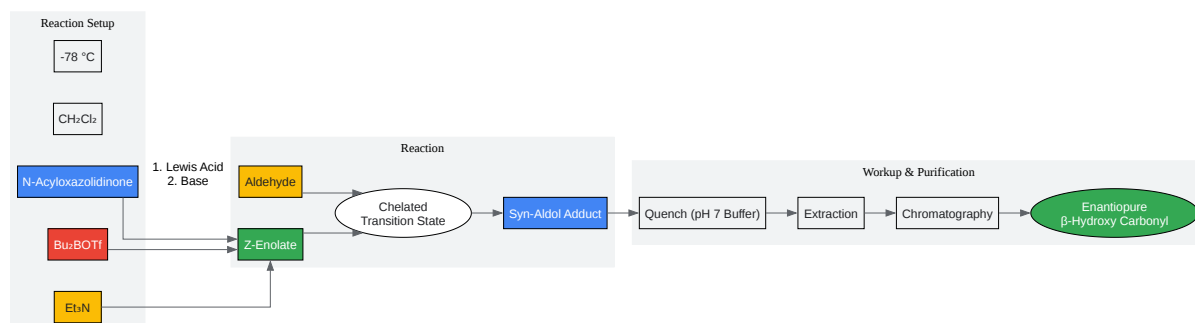 Reaction Setup
-78 °C
CH₂Cl₂
N-Acyloxazolidinone
Bu₂BOTf
Et₃N
1. Lewis Acid
2. Base
Reaction
Aldehyde
Z-Enolate
Chelated
Transition State
Syn-Aldol Adduct
Workup & Purification
Quench (pH 7 Buffer)
Extraction
Chromatography
Enantiopure
β-Hydroxy Carbonyl